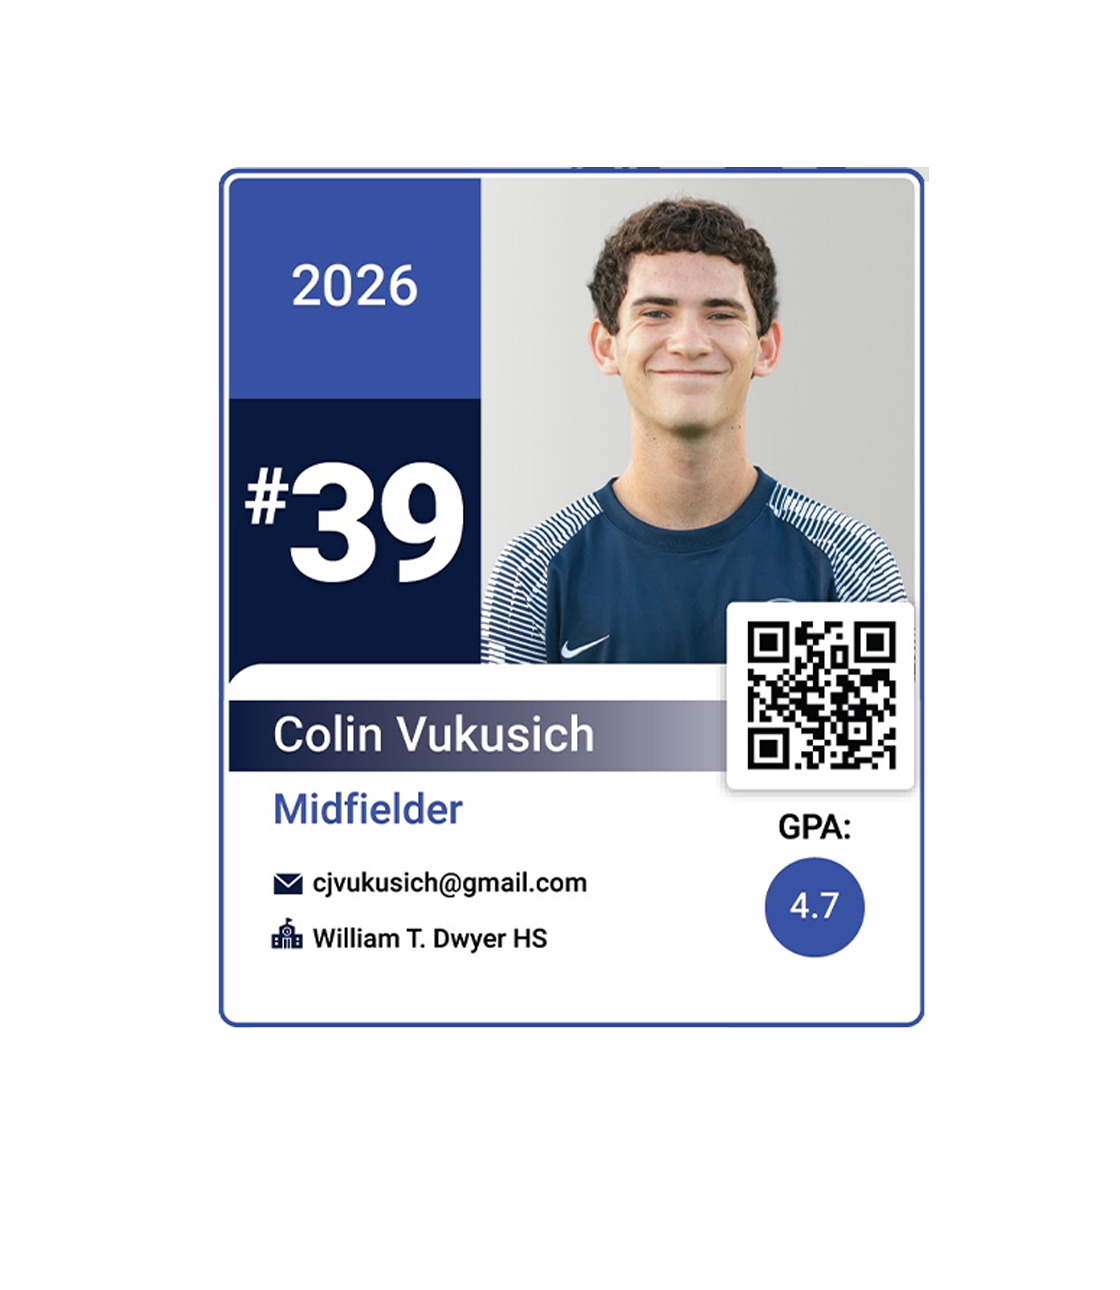 2026
#39
Colin Vukusich
Midfielder
cjvukusich@gmail.com
William T. Dwyer HS
GPA:
4.7